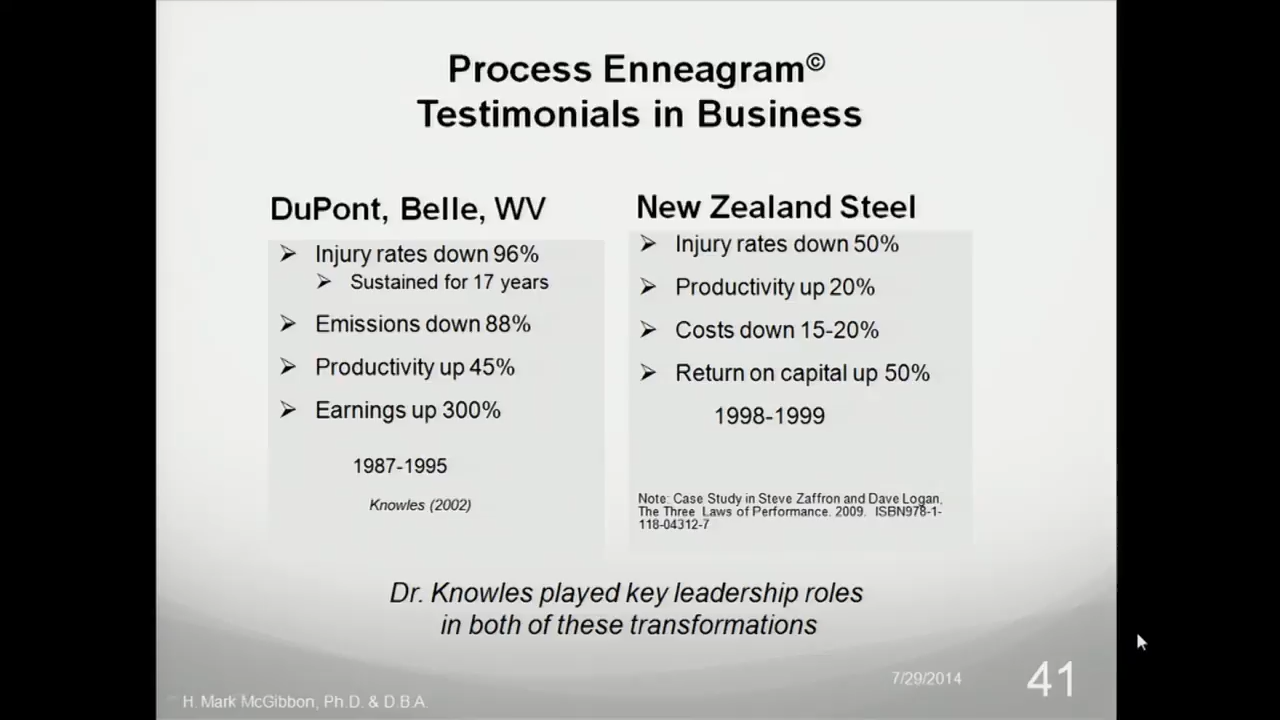 Process Enneagram©
Testimonials in Business
DuPont, Belle, WV
Injury rates down 96%
Sustained for 17 years
Emissions down 88%
Productivity up 45%
Earnings up 300%
1987-1995
Knowles (2002)
New Zealand Steel
Injury rates down 50%
Productivity up 20%
Costs down 15-20%
Return on capital up 50%
1998-1999
Note: Case Study in Steve Zaffron and Dave Logan,
The Three Laws of Performance. 2009. ISBN978-1-
118-04312-7
Dr. Knowles played key leadership roles
in both of these transformations
H. Mark McGibbon, Ph.D. & D.B.A.
7/29/2014
41